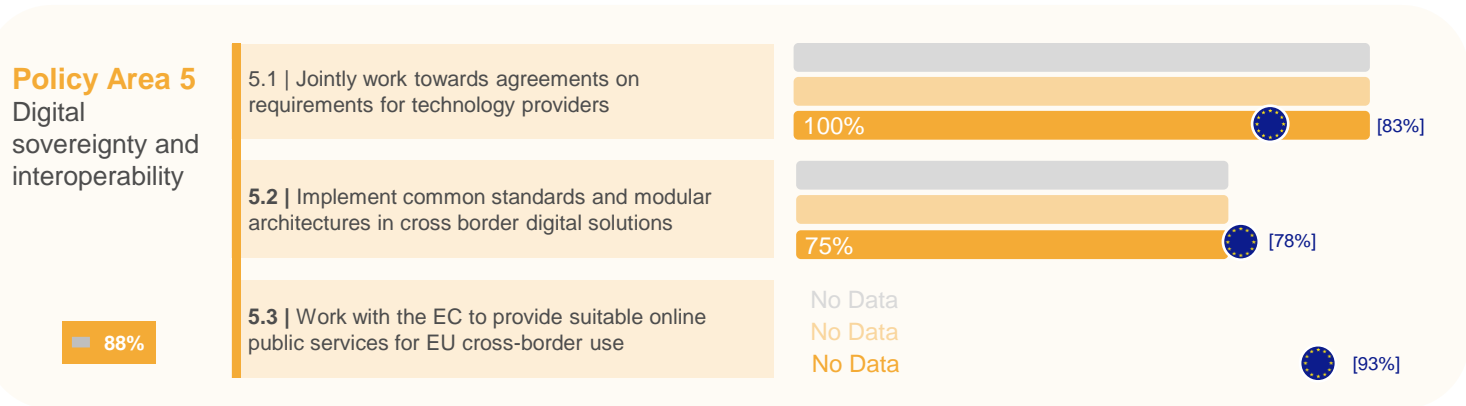 Policy Area 5
Digital
sovereignty and
interoperability
88%
5.1 | Jointly work towards agreements on
requirements for technology providers
100%
[83%]
5.2 | Implement common standards and modular
architectures in cross border digital solutions
75%
[78%]
5.3 | Work with the EC to provide suitable online
public services for EU cross-border use
No Data
No Data
No Data
[93%]